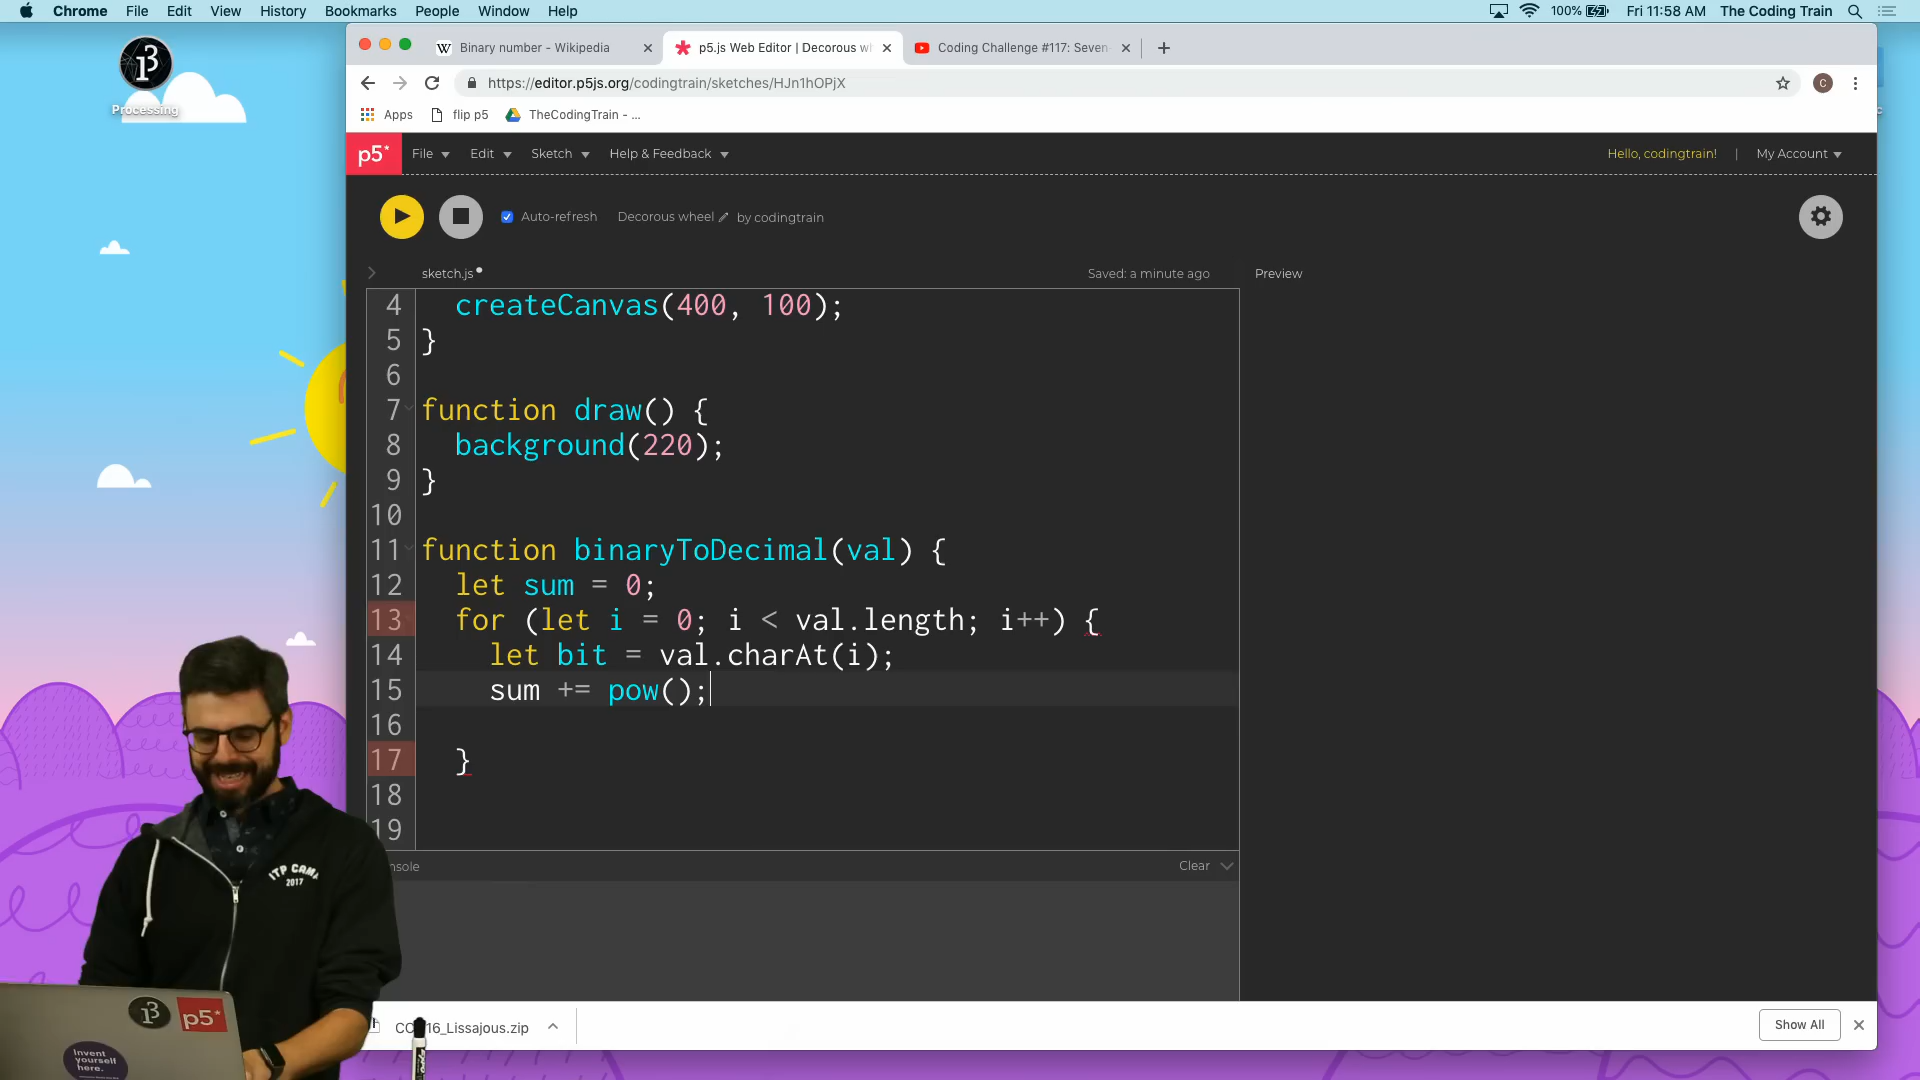 Chrome File Edit View History Bookmarks People Window Help 100% Fri 11:58 AM The Coding Train
Processing
W Binary number - Wikipedia
p5.js Web Editor | Decorous wh
Coding Challenge #117: Seven-
https://editor.p5js.org/codingtrain/sketches/HJn1hOPjX
C
Apps flip p5 TheCodingTrain - ...
p5* File Edit Sketch Help & Feedback Hello, codingtrain! | My Account
Auto-refresh Decorous wheel by codingtrain
sketch.js Saved: a minute ago Preview
4 createCanvas(400, 100);
5 }
6
7 function draw() {
8 background(220);
9 }
10
11 function binaryToDecimal(val) {
12 let sum = 0;
13 for (let i = 0; i < val.length; i++) {
14 let bit = val.charAt(i);
15 sum += pow();
16
17 }
18
19
nsole Clear
ITP CAMP
2017
p5*
Invent
yourself
here.
16_Lissajous.zip
Show All